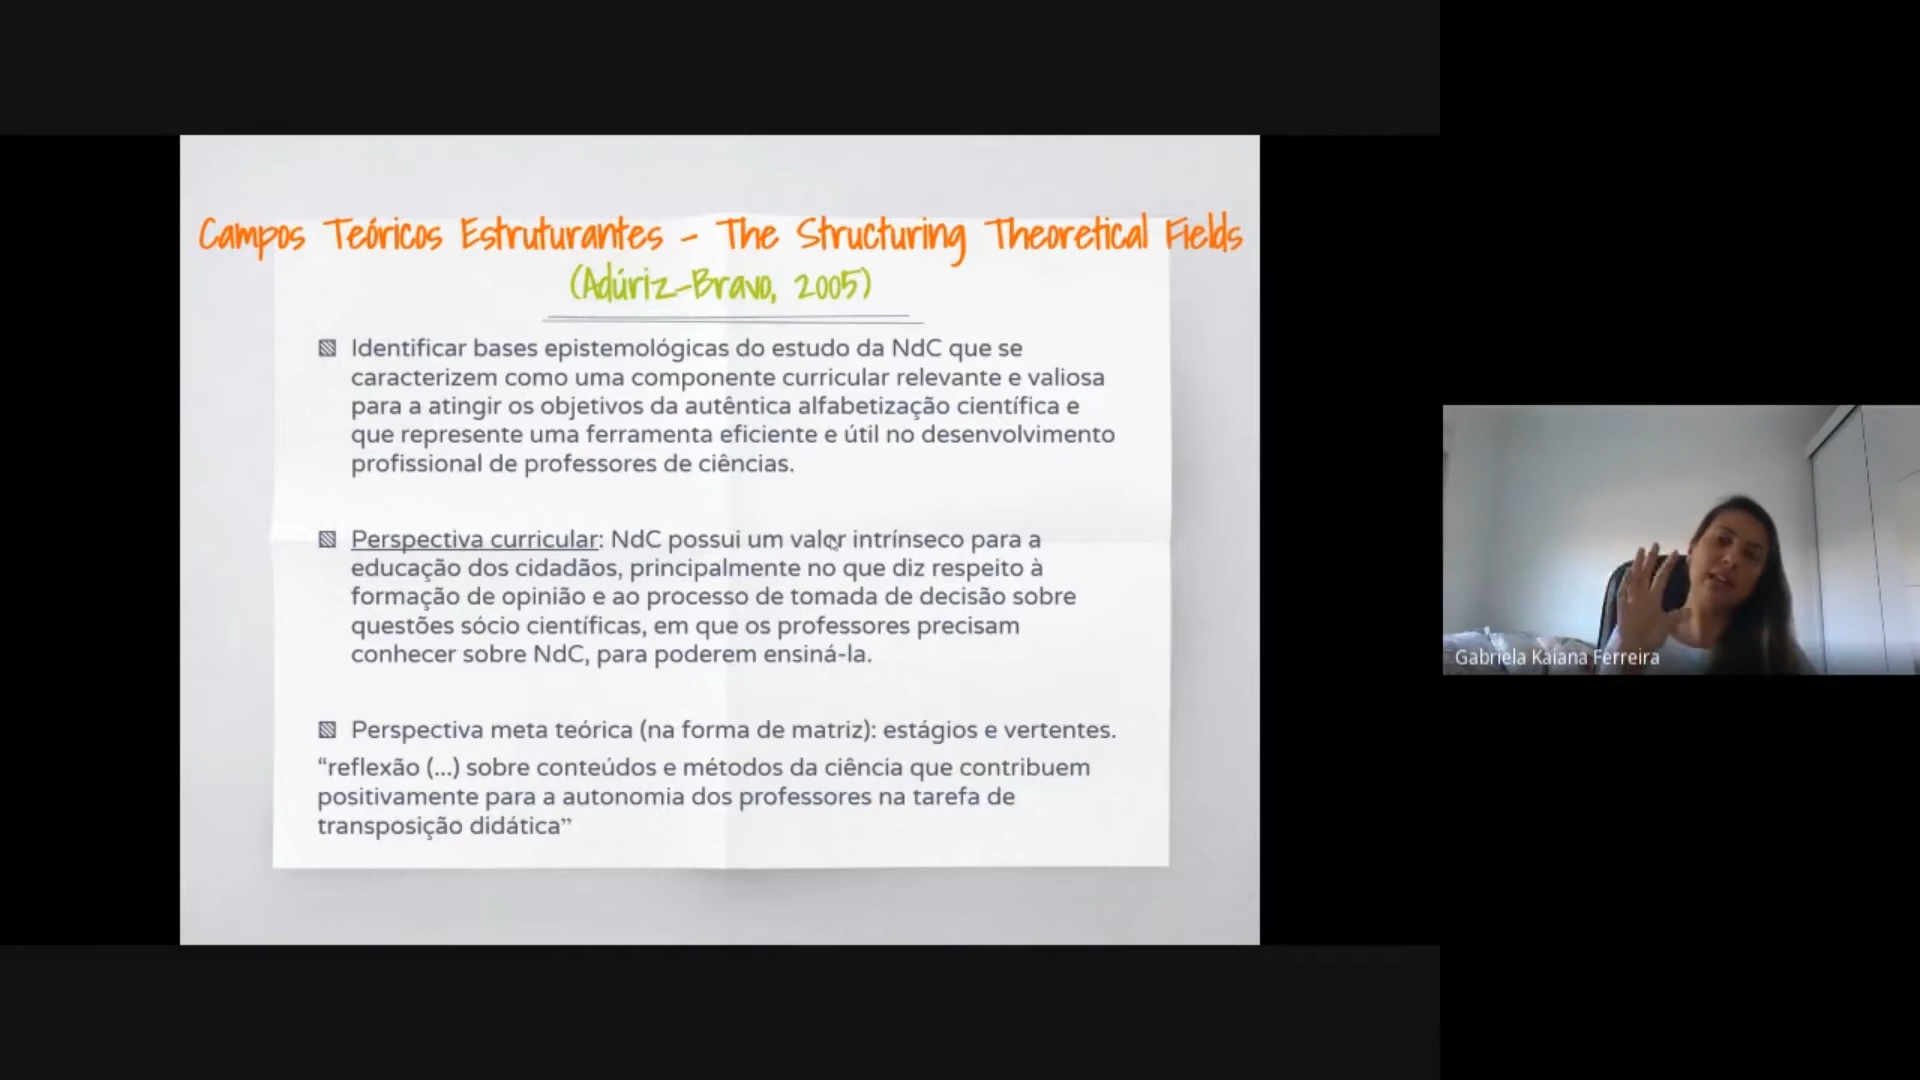 Campos Teóricos Estruturantes - The Structuring Theoretical Fields
(Adúriz-Bravo, 2005)
Identificar bases epistemológicas do estudo da NdC que se
caracterizem como uma componente curricular relevante e valiosa
para a atingir os objetivos da autêntica alfabetização científica e
que represente uma ferramenta eficiente e útil no desenvolvimento
profissional de professores de ciências.
Perspectiva curricular: NdC possui um valor intrínseco para a
educação dos cidadãos, principalmente no que diz respeito à
formação de opinião e ao processo de tomada de decisão sobre
questões sócio científicas, em que os professores precisam
conhecer sobre NdC, para poderem ensiná-la.
Perspectiva meta teórica (na forma de matriz): estágios e vertentes.
“reflexão (...) sobre conteúdos e métodos da ciência que contribuem
positivamente para a autonomia dos professores na tarefa de
transposição didática”
Gabriela Kaiana Ferreira